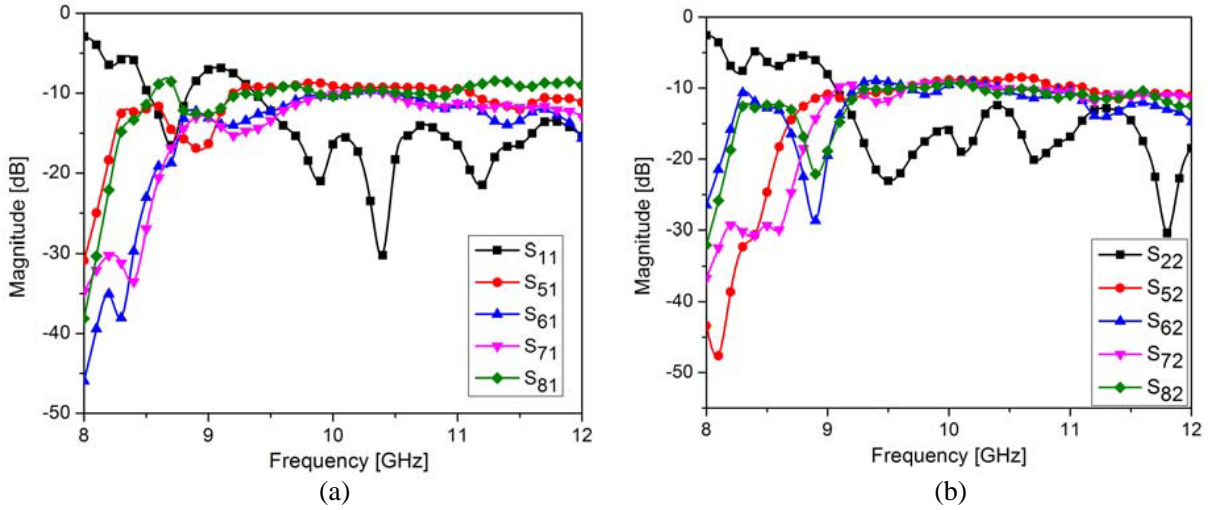 0
-10
-20
-30
-40
-50
Magnitude [dB]
8 9 10 11 12
Frequency [GHz]
S11
S51
S61
S71
S81
(a)
0
-10
-20
-30
-40
-50
Magnitude [dB]
8 9 10 11 12
Frequency [GHz]
S22
S52
S62
S72
S82
(b)